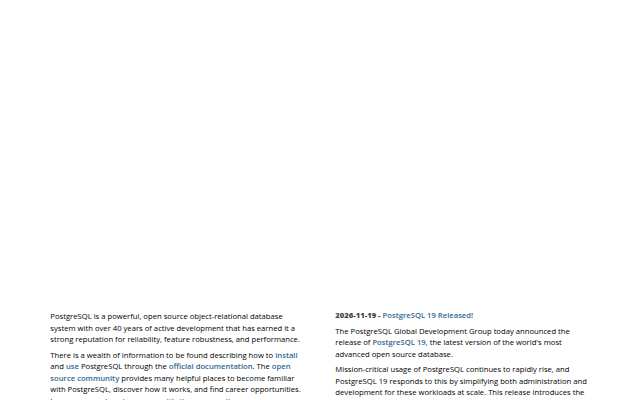 PostgreSQL is a powerful, open source object-relational database
system with over 40 years of active development that has earned it a
strong reputation for reliability, feature robustness, and performance.
There is a wealth of information to be found describing how to install
and use PostgreSQL through the official documentation. The open
source community provides many helpful places to become familiar
with PostgreSQL, discover how it works, and find career opportunities.
2026-11-19 - PostgreSQL 19 Released!
The PostgreSQL Global Development Group today announced the
release of PostgreSQL 19, the latest version of the world's most
advanced open source database.
Mission-critical usage of PostgreSQL continues to rapidly rise, and
PostgreSQL 19 responds to this by simplifying both administration and
development for these workloads at scale. This release introduces the